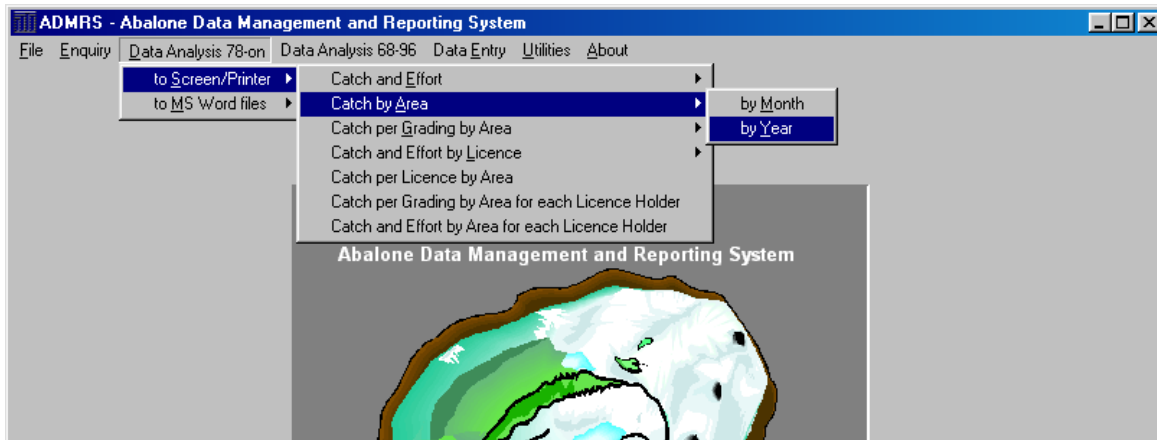 ADMRS - Abalone Data Management and Reporting System
File Enquiry Data Analysis 78-on Data Analysis 68-96 Data Entry Utilities About
to Screen/Printer
to MS Word files
Catch and Effort
Catch by Area
Catch per Grading by Area
Catch and Effort by Licence
Catch per Licence by Area
Catch per Grading by Area for each Licence Holder
Catch and Effort by Area for each Licence Holder
by Month
by Year
Abalone Data Management and Reporting System